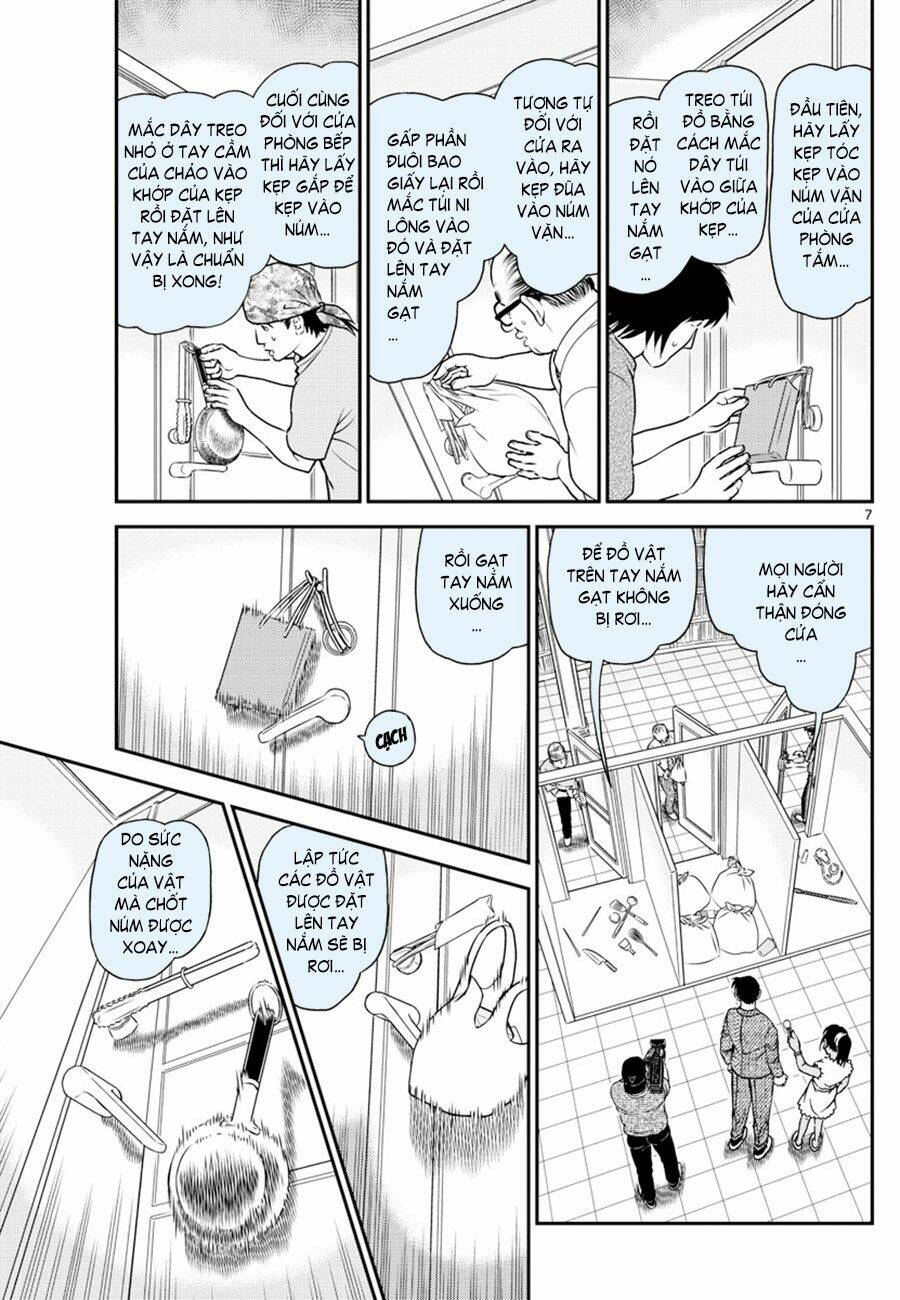 ĐẦU TIÊN,
HÃY LẤY
KẸP TÓC
KẸP VÀO
NÚM VẶN
CỦA CỬA
PHÒNG
TẮM...
TREO TÚI
ĐỒ BẰNG
CÁCH MẮC
DÂY TÚI
VÀO GIỮA
KHỚP CỦA
KẸP...
RỒI
ĐẶT
NÓ LÊN
TAY
NẮM
GẠT
...
TƯỢNG TỰ
ĐỐI VỚI
CỬA RA
VÀO, HÃY
KẸP ĐŨA
VÀO NÚM
VẶN...
GẤP PHẦN
ĐUÔI BAO
GIẤY LẠI RỒI
MẮC TÚI NI
LÔNG VÀO
ĐÓ VÀ ĐẶT
LÊN TAY
NẮM
GẠT
...
CUỐI CÙNG
ĐỐI VỚI CỬA
PHÒNG BẾP
THÌ HÃY LẤY
KẸP GẮP ĐỂ
KẸP VÀO
NÚM...
MẮC DÂY TREO
NHỎ Ở TAY CẦM
CỦA CHẢO VÀO
KHỚP CỦA KẸP
RỒI ĐẶT LÊN
TAY NẮM, NHƯ
VẬY LÀ CHUẨN
BỊ XONG!
7
MỌI NGƯỜI
HÃY CẨN
THẬN ĐÓNG
CỬA
...
ĐỂ ĐỒ VẬT
TRÊN TAY NẮM
GẠT KHÔNG
BỊ RƠI...
RỒI GẠT
TAY NẮM
XUỐNG
...
CẠCH
LẬP TỨC
CÁC ĐỒ VẬT
ĐƯỢC ĐẶT
LÊN TAY
NẮM SẼ BỊ
RƠI...
DO SỨC
NẶNG
CỦA VẬT
MÀ CHỐT
NÚM ĐƯỢC
XOAY...